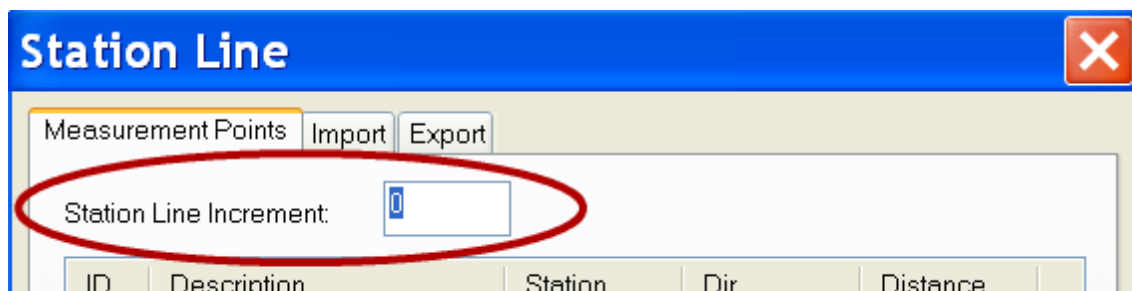 Station Line
Measurement Points Import Export
Station Line Increment: 0
ID Description Station Dir Distance